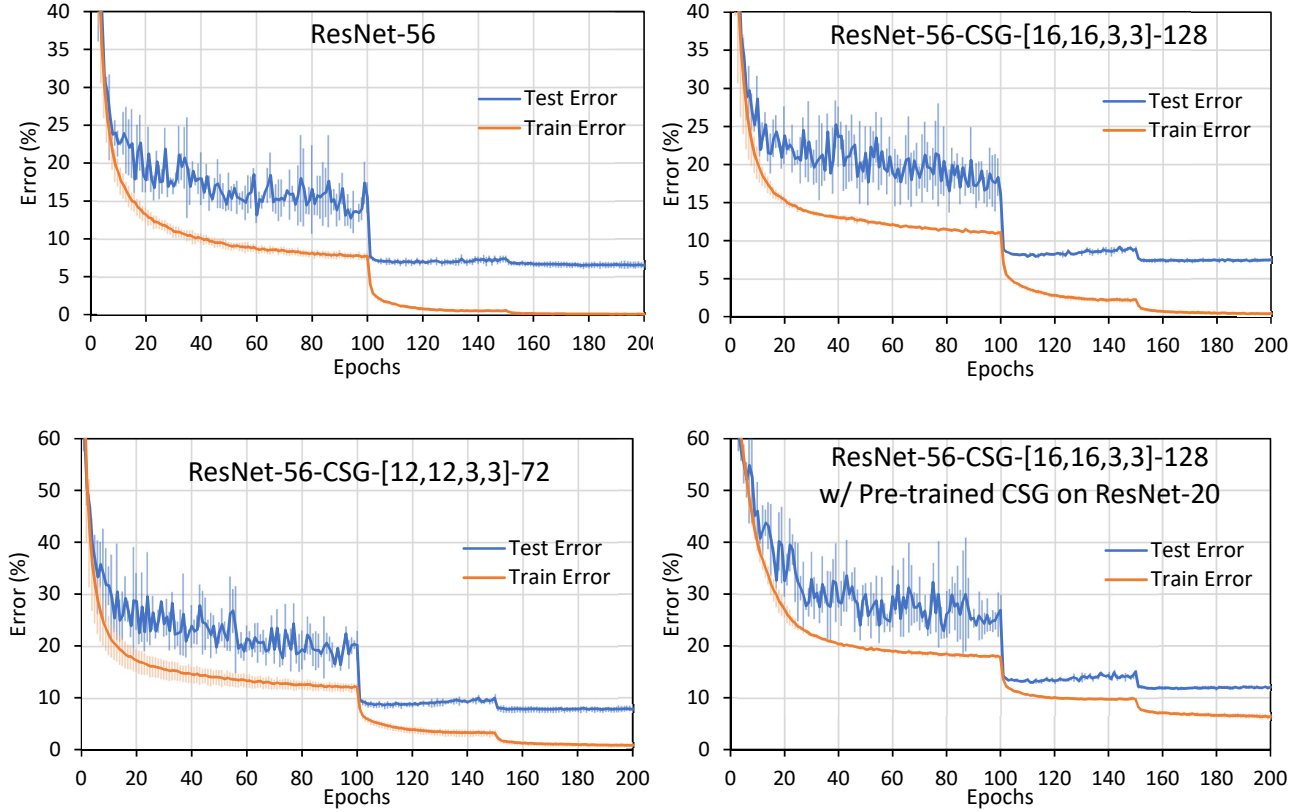 ResNet-56
Error (%)
40
35
30
25
20
15
10
5
0
Test Error
Train Error
0 20 40 60 80 100 120 140 160 180 200
Epochs
ResNet-56-CSG-[16,16,3,3]-128
Error (%)
40
35
30
25
20
15
10
5
0
Test Error
Train Error
0 20 40 60 80 100 120 140 160 180 200
Epochs
ResNet-56-CSG-[12,12,3,3]-72
Error (%)
60
50
40
30
20
10
0
Test Error
Train Error
0 20 40 60 80 100 120 140 160 180 200
Epochs
ResNet-56-CSG-[16,16,3,3]-128
w/ Pre-trained CSG on ResNet-20
Error (%)
60
50
40
30
20
10
0
Test Error
Train Error
0 20 40 60 80 100 120 140 160 180 200
Epochs